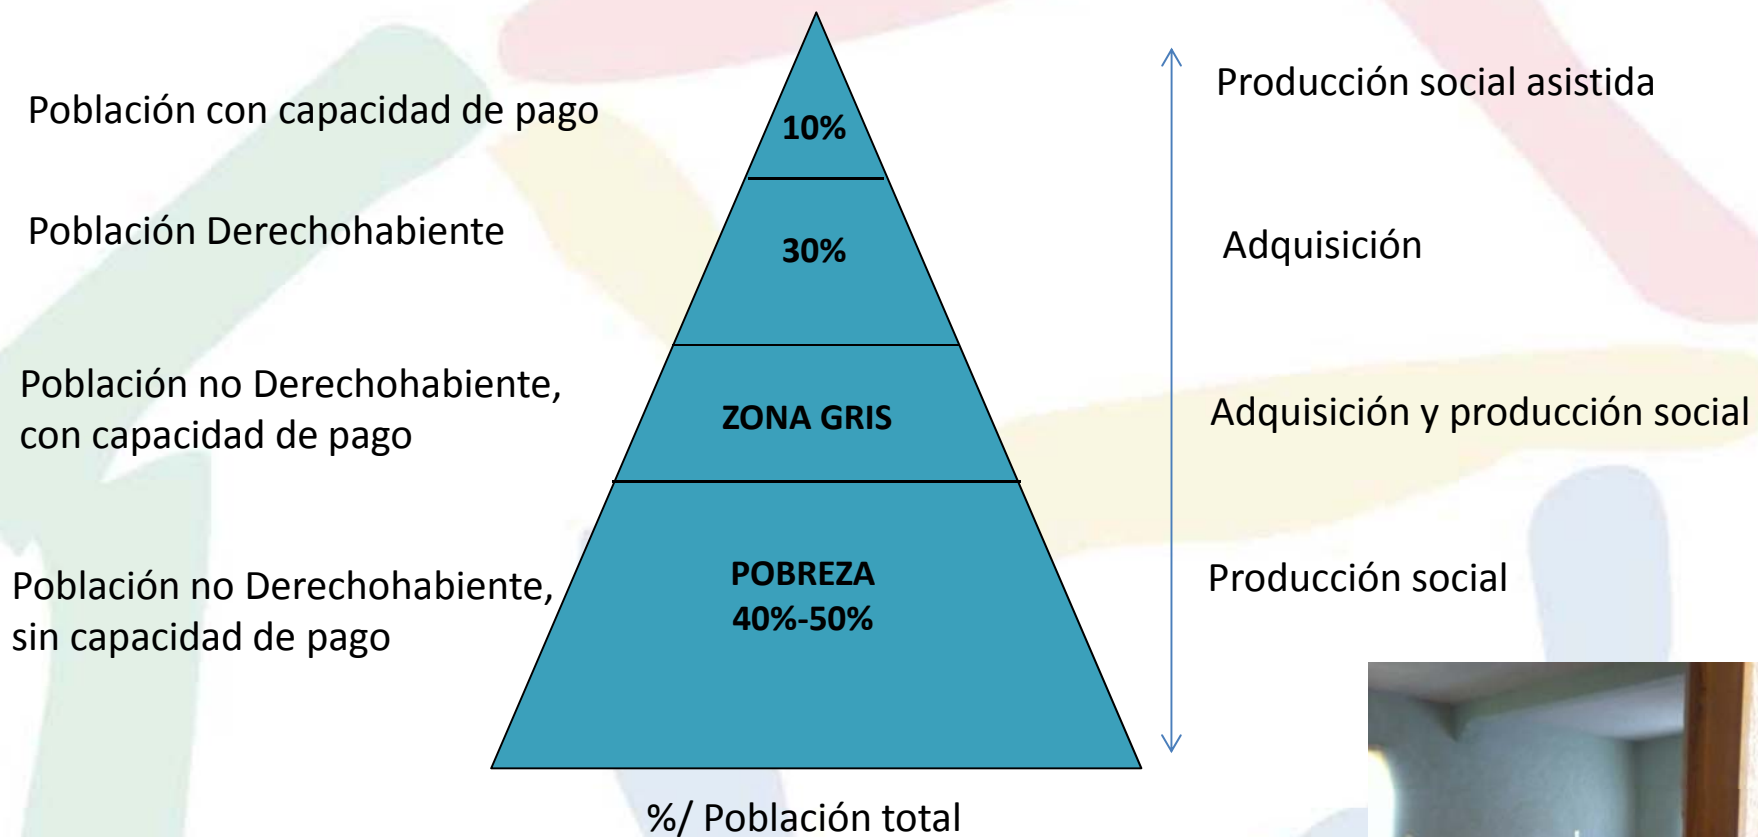 Población con capacidad de pago
10%
Producción social asistida
Población Derechohabiente
30%
Adquisición
Población no Derechohabiente,
con capacidad de pago
ZONA GRIS
Adquisición y producción social
Población no Derechohabiente,
sin capacidad de pago
POBREZA
40%-50%
Producción social
%/ Población total